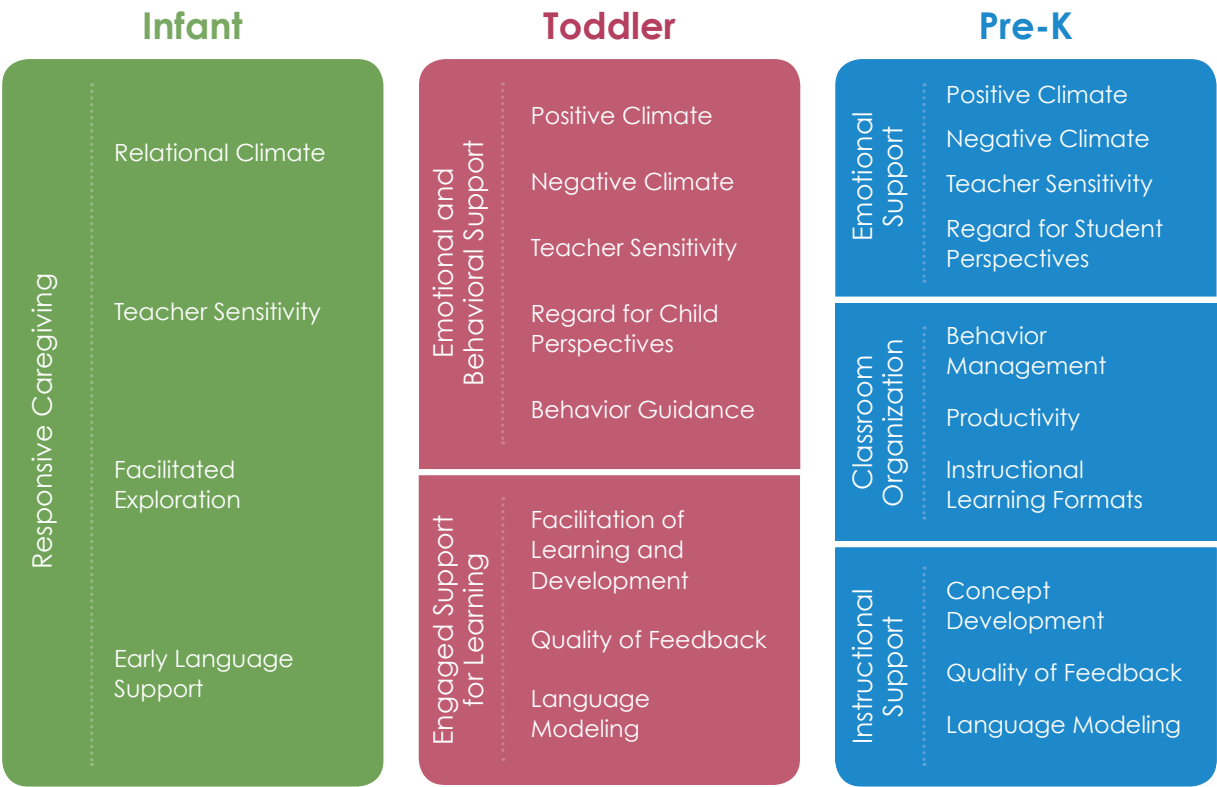 Infant
Responsive Caregiving
Relational Climate
Teacher Sensitivity
Facilitated
Exploration
Early Language
Support
Toddler
Emotional and
Behavioral Support
Positive Climate
Negative Climate
Teacher Sensitivity
Regard for Child
Perspectives
Behavior Guidance
Engaged Support
for Learning
Facilitation of
Learning and
Development
Quality of Feedback
Language
Modeling
Pre-K
Emotional
Support
Positive Climate
Negative Climate
Teacher Sensitivity
Regard for Student
Perspectives
Classroom
Organization
Behavior
Management
Productivity
Instructional
Learning Formats
Instructional
Support
Concept
Development
Quality of Feedback
Language Modeling